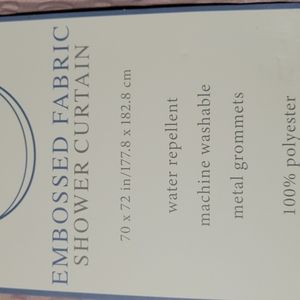 EMBOSSED FABRIC
SHOWER CURTAIN
70 x 72 in/177.8 x 182.8 cm
water repellent
machine washable
metal grommets
100% polyester